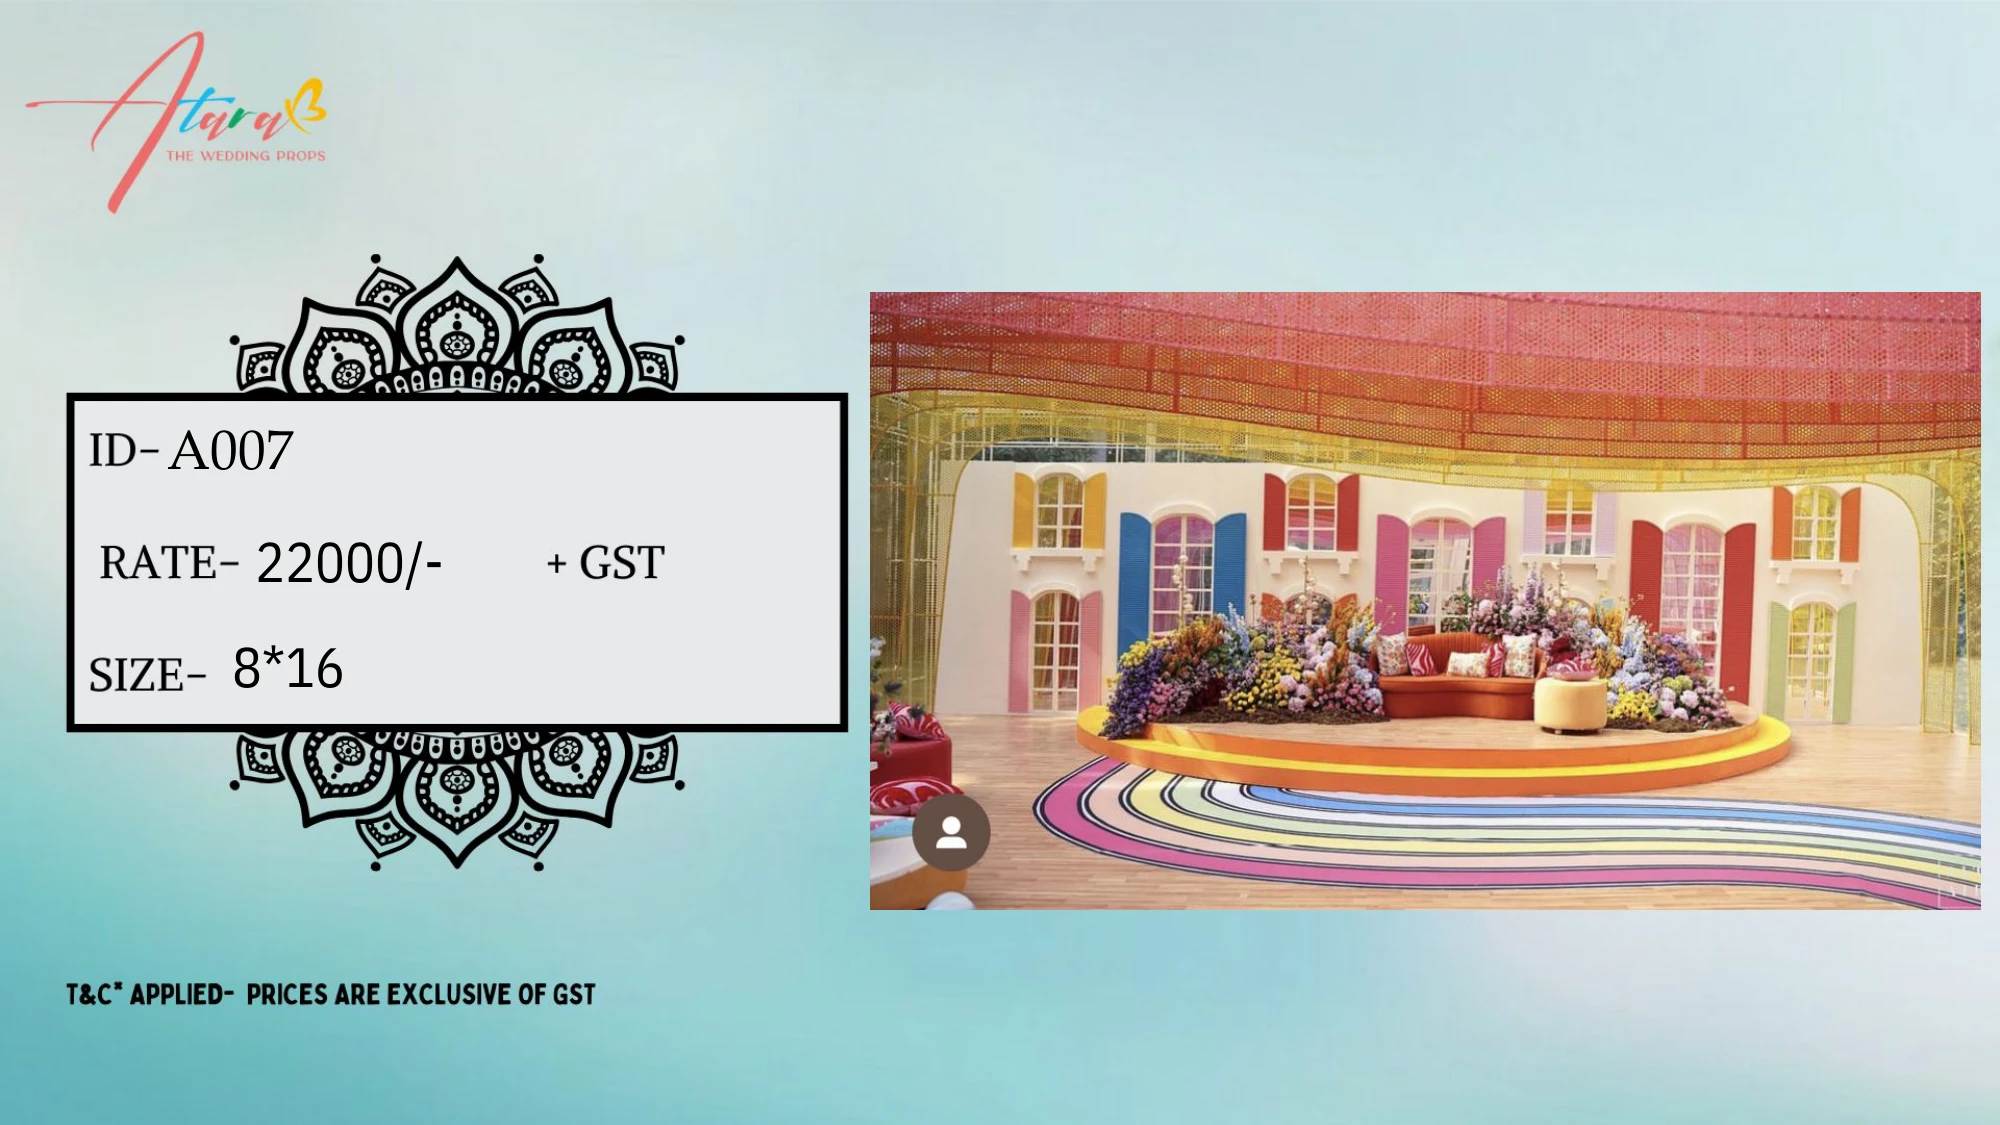 Atara
THE WEDDING PROPS
ID- A007
RATE- 22000/- + GST
SIZE- 8*16
T&C* APPLIED- PRICES ARE EXCLUSIVE OF GST